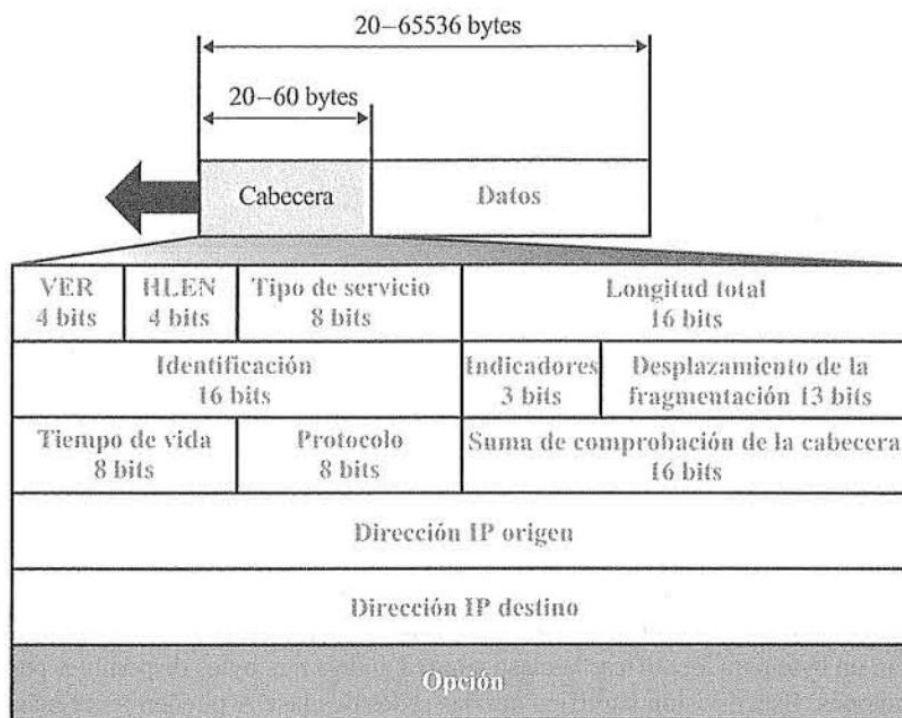 20–65536 bytes
20–60 bytes
Cabecera
Datos
VER
4 bits
HLEN
4 bits
Tipo de servicio
8 bits
Longitud total
16 bits
Identificación
16 bits
Indicadores
3 bits
Desplazamiento de la
fragmentación 13 bits
Tiempo de vida
8 bits
Protocolo
8 bits
Suma de comprobación de la cabecera
16 bits
Dirección IP origen
Dirección IP destino
Opción